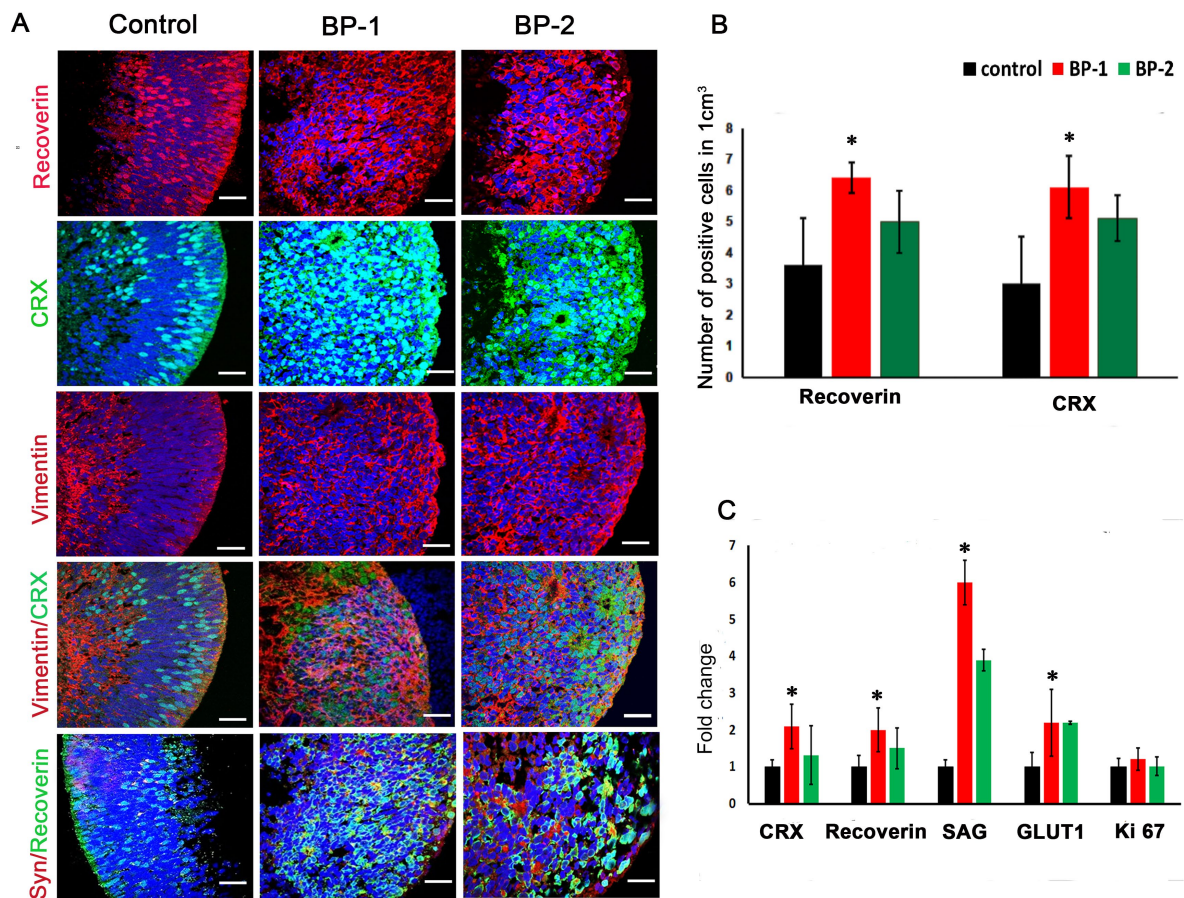 A
Control
BP-1
BP-2
Recoverin
CRX
Vimentin
Vimentin/CRX
Syn/Recoverin
B
control
BP-1
BP-2
Number of positive cells in 1cm³
8
7
6
5
4
3
2
1
0
*
*
Recoverin
CRX
C
Fold change
7
6
5
4
3
2
1
0
*
*
*
*
CRX
Recoverin
SAG
GLUT1
Ki 67